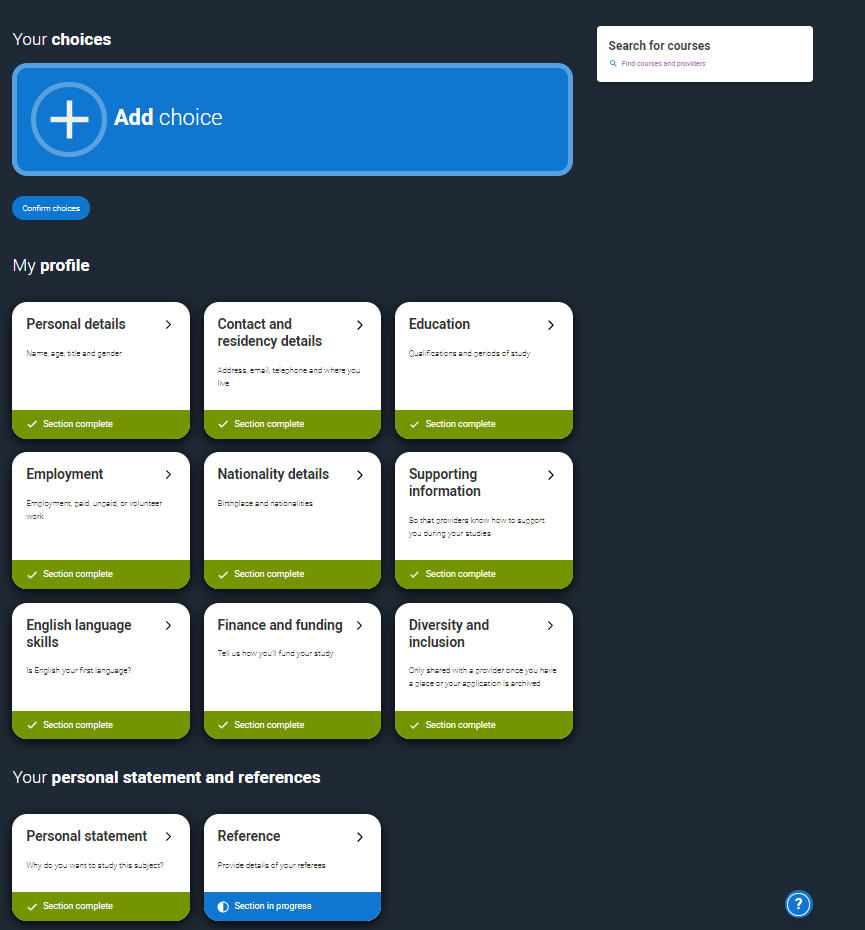 Your choices
Search for courses
Find courses and providers
Add choice
Confirm choices
My profile
Personal details
Name, age, title and gender
Section complete
Contact and
residency details
Address, email, telephone and where you
live
Section complete
Education
Qualifications and periods of study
Section complete
Employment
Employment, paid, unpaid, or volunteer
work
Section complete
Nationality details
Birthplace and nationalities
Section complete
Supporting
information
So that providers know how to support
you during your studies
Section complete
English language
skills
Is English your first language?
Section complete
Finance and funding
Tell us how you'll fund your study
Section complete
Diversity and
inclusion
Only shared with a provider once you have
a place or your application is archived
Section complete
Your personal statement and references
Personal statement
Why do you want to study this subject?
Section complete
Reference
Provide details of your referees
Section in progress
?